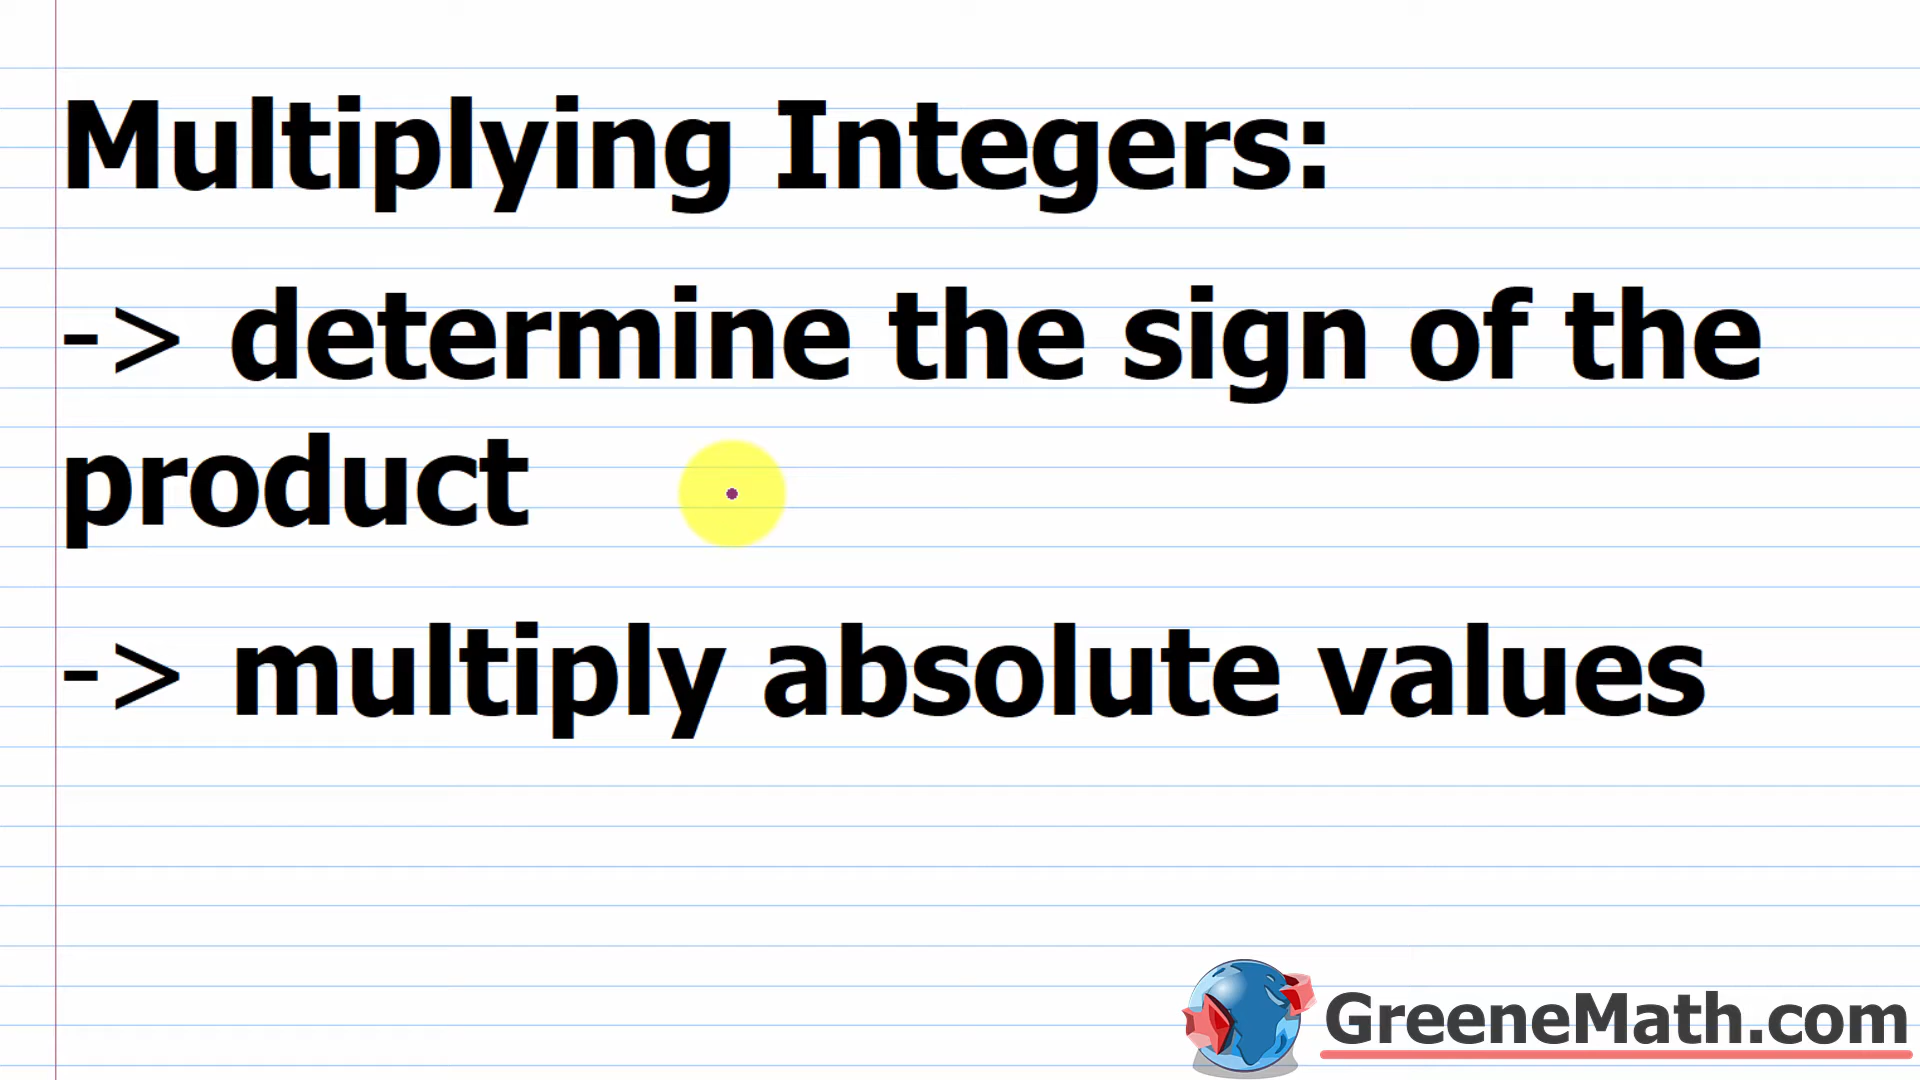 Multiplying Integers:
-> determine the sign of the
product
-> multiply absolute values
GreeneMath.com